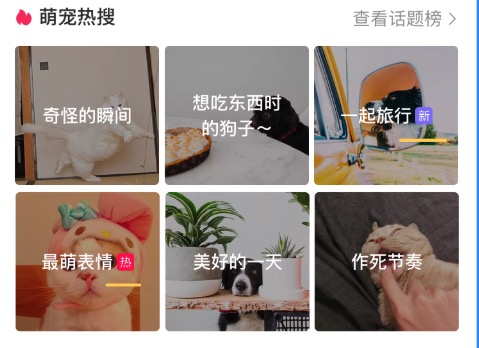 萌宠热搜
查看话题榜
奇怪的瞬间
想吃东西时
的狗子～
一起旅行 新
最萌表情 热
美好的一天
作死节奏